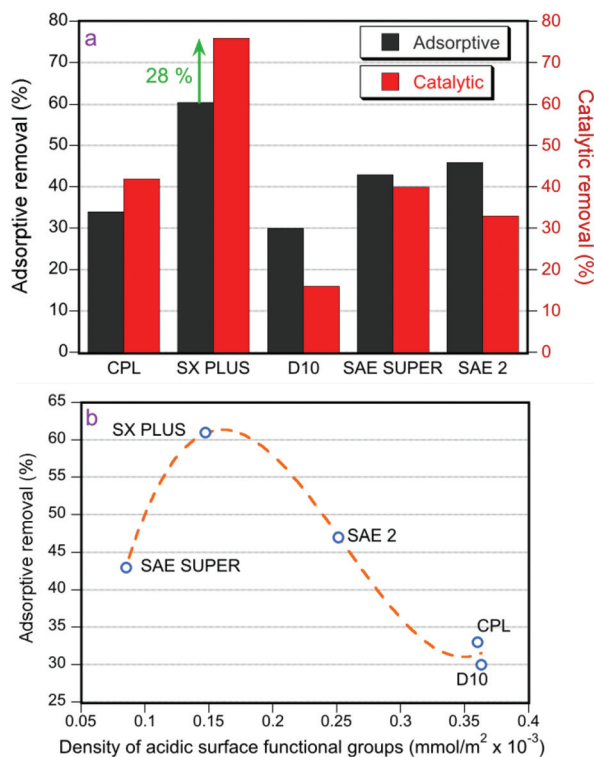 a
Adsorptive
Catalytic
28 %
Adsorptive removal (%)
80
70
60
50
40
30
20
10
0
Catalytic removal (%)
80
70
60
50
40
30
20
10
0
CPL SX PLUS D10 SAE SUPER SAE 2
b
Adsorptive removal (%)
65
60
55
50
45
40
35
30
25
SX PLUS
SAE SUPER
SAE 2
CPL
D10
0.05 0.1 0.15 0.2 0.25 0.3 0.35 0.4
Density of acidic surface functional groups (mmol/m² x 10⁻³)